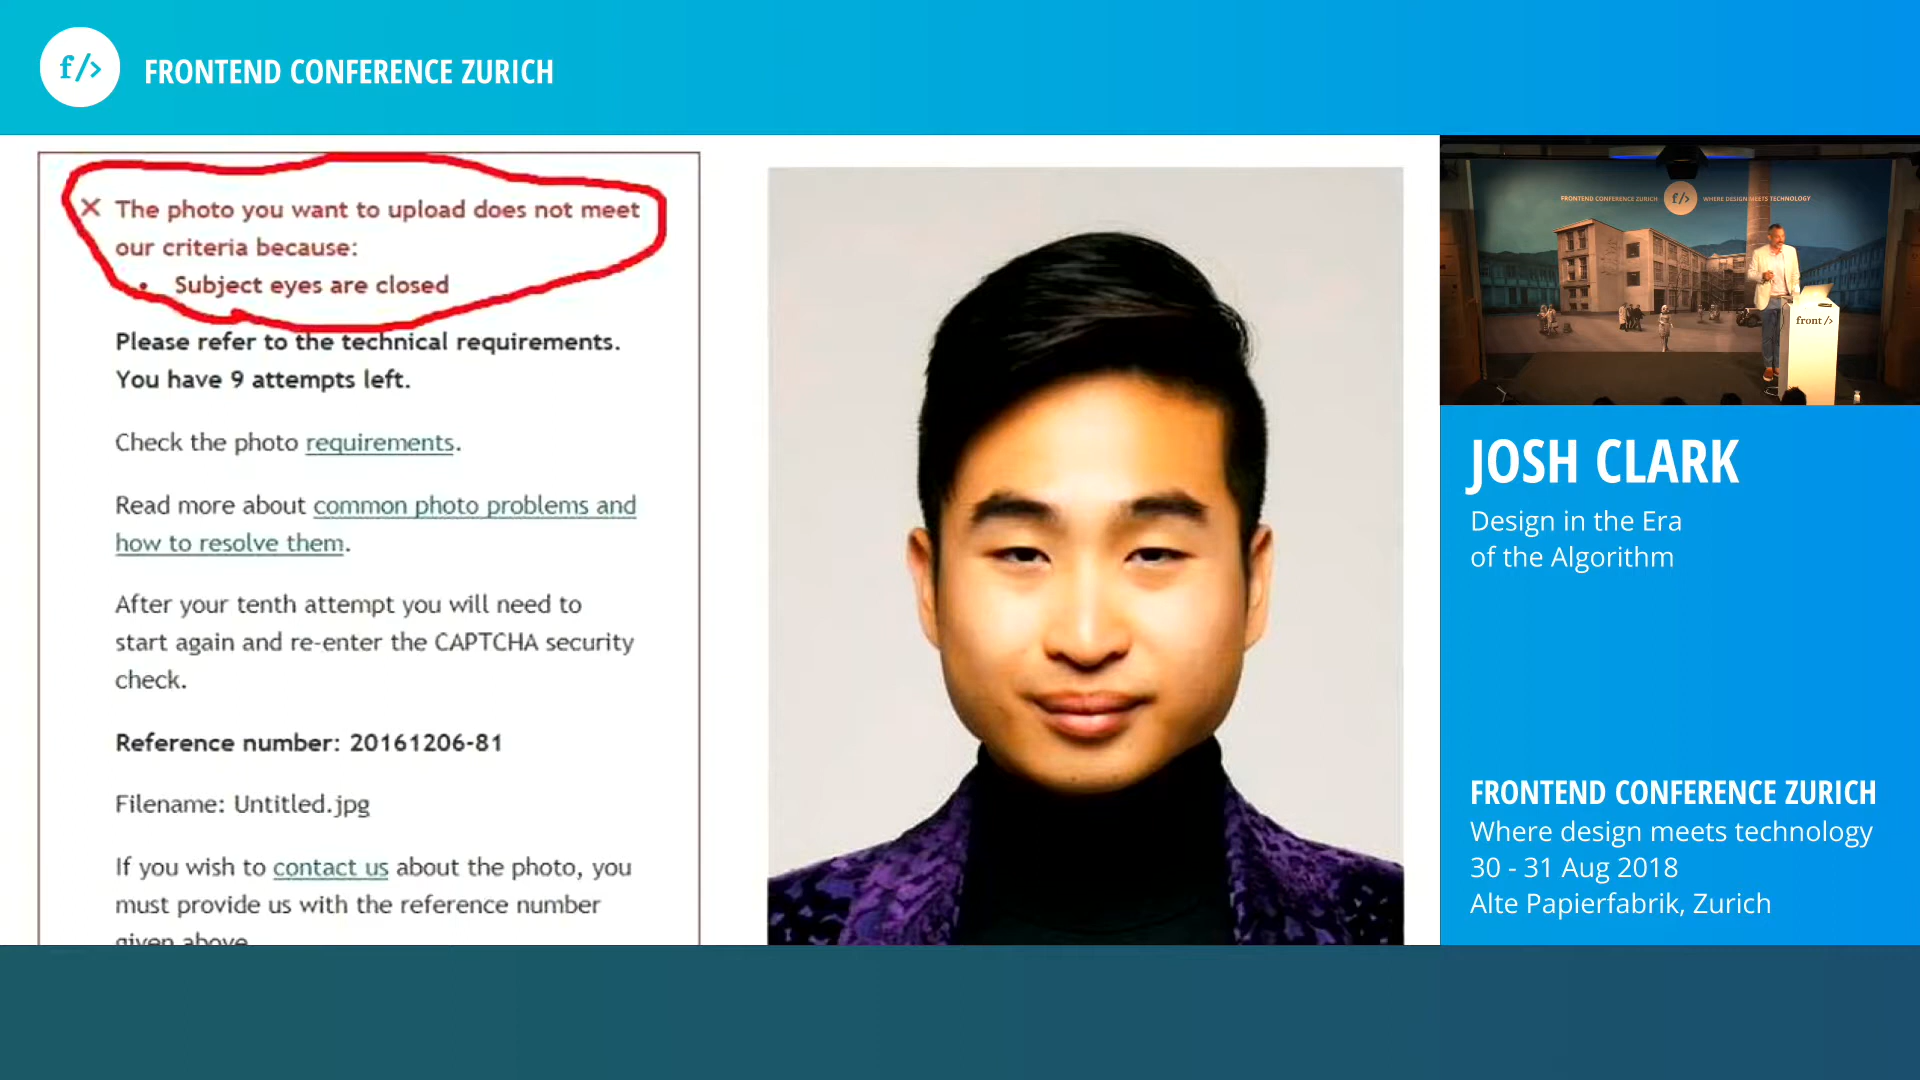 f/>
FRONTEND CONFERENCE ZURICH
The photo you want to upload does not meet
our criteria because:
• Subject eyes are closed
Please refer to the technical requirements.
You have 9 attempts left.
Check the photo requirements.
Read more about common photo problems and
how to resolve them.
After your tenth attempt you will need to
start again and re-enter the CAPTCHA security
check.
Reference number: 20161206-81
Filename: Untitled.jpg
If you wish to contact us about the photo, you
must provide us with the reference number
given above
FRONTEND CONFERENCE ZURICH f/> WHERE DESIGN MEETS TECHNOLOGY
front/>
JOSH CLARK
Design in the Era
of the Algorithm
FRONTEND CONFERENCE ZURICH
Where design meets technology
30 - 31 Aug 2018
Alte Papierfabrik, Zurich